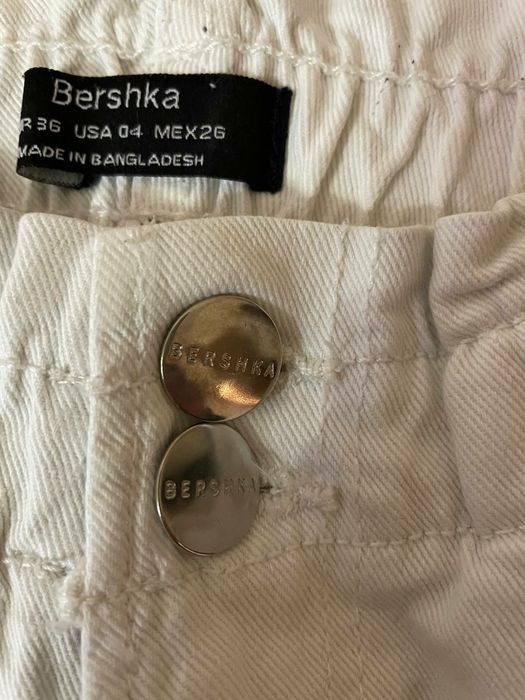 Bershka
R 36 USA 04 MEX26
MADE IN BANGLADESH
BERSHKA
BERSHKA